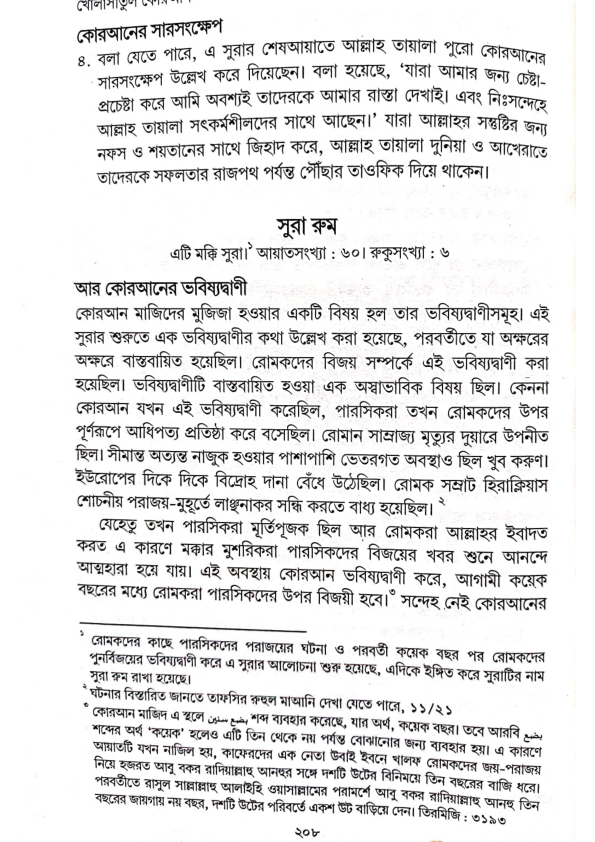 খোলাসাতুল কোরআন
কোরআনের সারসংক্ষেপ
৪. বলা যেতে পারে, এ সুরার শেষআয়াতে আল্লাহ তায়ালা পুরো কোরআনের
সারসংক্ষেপ উল্লেখ করে দিয়েছেন। বলা হয়েছে, ‘যারা আমার জন্য চেষ্টা-
প্রচেষ্টা করে আমি অবশ্যই তাদেরকে আমার রাস্তা দেখাই। এবং নিঃসন্দেহে
আল্লাহ তায়ালা সৎকর্মশীলদের সাথে আছেন।’ যারা আল্লাহর সন্তুষ্টির জন্য
নফস ও শয়তানের সাথে জিহাদ করে, আল্লাহ তায়ালা দুনিয়া ও আখেরাতে
তাদেরকে সফলতার রাজপথ পর্যন্ত পৌঁছার তাওফিক দিয়ে থাকেন।
সুরা রুম
এটি মক্কি সুরা।¹ আয়াতসংখ্যা : ৬০। রুকুসংখ্যা : ৬
আর কোরআনের ভবিষ্যদ্বাণী
কোরআন মাজিদের মুজিজা হওয়ার একটি বিষয় হল তার ভবিষ্যদ্বাণীসমূহ। এই
সুরার শুরুতে এক ভবিষ্যদ্বাণীর কথা উল্লেখ করা হয়েছে, পরবর্তীতে যা অক্ষরের
অক্ষরে বাস্তবায়িত হয়েছিল। রোমকদের বিজয় সম্পর্কে এই ভবিষ্যদ্বাণী করা
হয়েছিল। ভবিষ্যদ্বাণীটি বাস্তবায়িত হওয়া এক অস্বাভাবিক বিষয় ছিল। কেননা
কোরআন যখন এই ভবিষ্যদ্বাণী করেছিল, পারসিকরা তখন রোমকদের উপর
পূর্ণরূপে আধিপত্য প্রতিষ্ঠা করে বসেছিল। রোমান সাম্রাজ্য মৃত্যুর দুয়ারে উপনীত
ছিল। সীমান্ত অত্যন্ত নাজুক হওয়ার পাশাপাশি ভেতরগত অবস্থাও ছিল খুব করুণ।
ইউরোপের দিকে দিকে বিদ্রোহ দানা বেঁধে উঠেছিল। রোমক সম্রাট হিরাক্লিয়াস
শোচনীয় পরাজয়-মুহূর্তে লাঞ্ছনাকর সন্ধি করতে বাধ্য হয়েছিল।²
যেহেতু তখন পারসিকরা মূর্তিপূজক ছিল আর রোমকরা আল্লাহর ইবাদত
করত এ কারণে মক্কার মুশরিকরা পারসিকদের বিজয়ের খবর শুনে আনন্দে
আত্মহারা হয়ে যায়। এই অবস্থায় কোরআন ভবিষ্যদ্বাণী করে, আগামী কয়েক
বছরের মধ্যে রোমকরা পারসিকদের উপর বিজয়ী হবে।³ সন্দেহ নেই কোরআনের
¹ রোমকদের কাছে পারসিকদের পরাজয়ের ঘটনা ও পরবর্তী কয়েক বছর পর রোমকদের
পুনর্বিজয়ের ভবিষ্যদ্বাণী করে এ সুরার আলোচনা শুরু হয়েছে, এদিকে ইঙ্গিত করে সুরাটির নাম
সুরা রুম রাখা হয়েছে।
² ঘটনার বিস্তারিত জানতে তাফসির রুহুল মাআনি দেখা যেতে পারে, ১১/২১
³ কোরআন মাজিদ এ স্থলে بضع سنين শব্দ ব্যবহার করেছে, যার অর্থ, কয়েক বছর। তবে আরবি بضع
শব্দের অর্থ ‘কয়েক’ হলেও এটি তিন থেকে নয় পর্যন্ত বোঝানোর জন্য ব্যবহার হয়। এ কারণে
আয়াতটি যখন নাজিল হয়, কাফেরদের এক নেতা উবাই ইবনে খালফ রোমকদের জয়-পরাজয়
নিয়ে হজরত আবু বকর রাদিয়াল্লাহু আনহুর সঙ্গে দশটি উটের বিনিময়ে তিন বছরের বাজি ধরে।
পরবর্তীতে রাসুল সাল্লাল্লাহু আলাইহি ওয়াসাল্লামের পরামর্শে আবু বকর রাদিয়াল্লাহু আনহু তিন
বছরের জায়গায় নয় বছর, দশটি উটের পরিবর্তে একশ উট বাড়িয়ে দেন। তিরমিজি : ৩১৯৩
২০৮